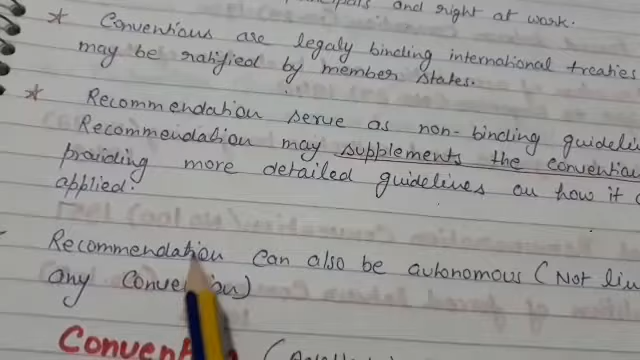 and right at work.
* Conventions are legaly binding international treaties
may be ratified by member states.
* Recommendation serve as non-binding
Recommendation may supplements the
providing more detailed guidelines on how it
applied.
Recommendation can also be autonomous (Not
any